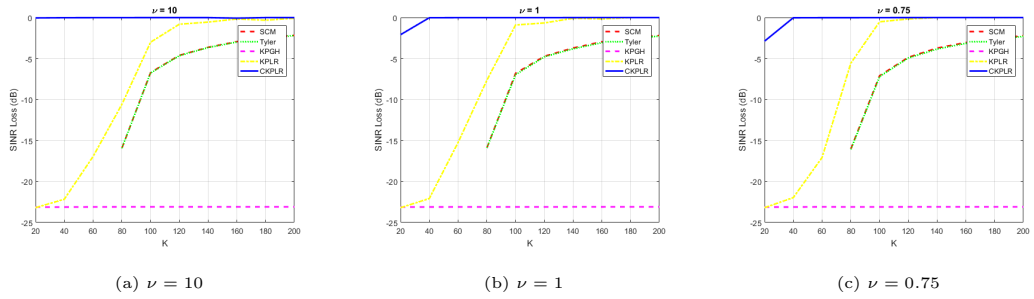 ν = 10
SINR Loss (dB)
0
-5
-10
-15
-20
-25
20 40 60 80 100 120 140 160 180 200
K
SCM
Tyler
KPGH
KPLR
CKPLR
(a) ν = 10
ν = 1
SINR Loss (dB)
0
-5
-10
-15
-20
-25
20 40 60 80 100 120 140 160 180 200
K
SCM
Tyler
KPGH
KPLR
CKPLR
(b) ν = 1
ν = 0.75
SINR Loss (dB)
0
-5
-10
-15
-20
-25
20 40 60 80 100 120 140 160 180 200
K
SCM
Tyler
KPGH
KPLR
CKPLR
(c) ν = 0.75